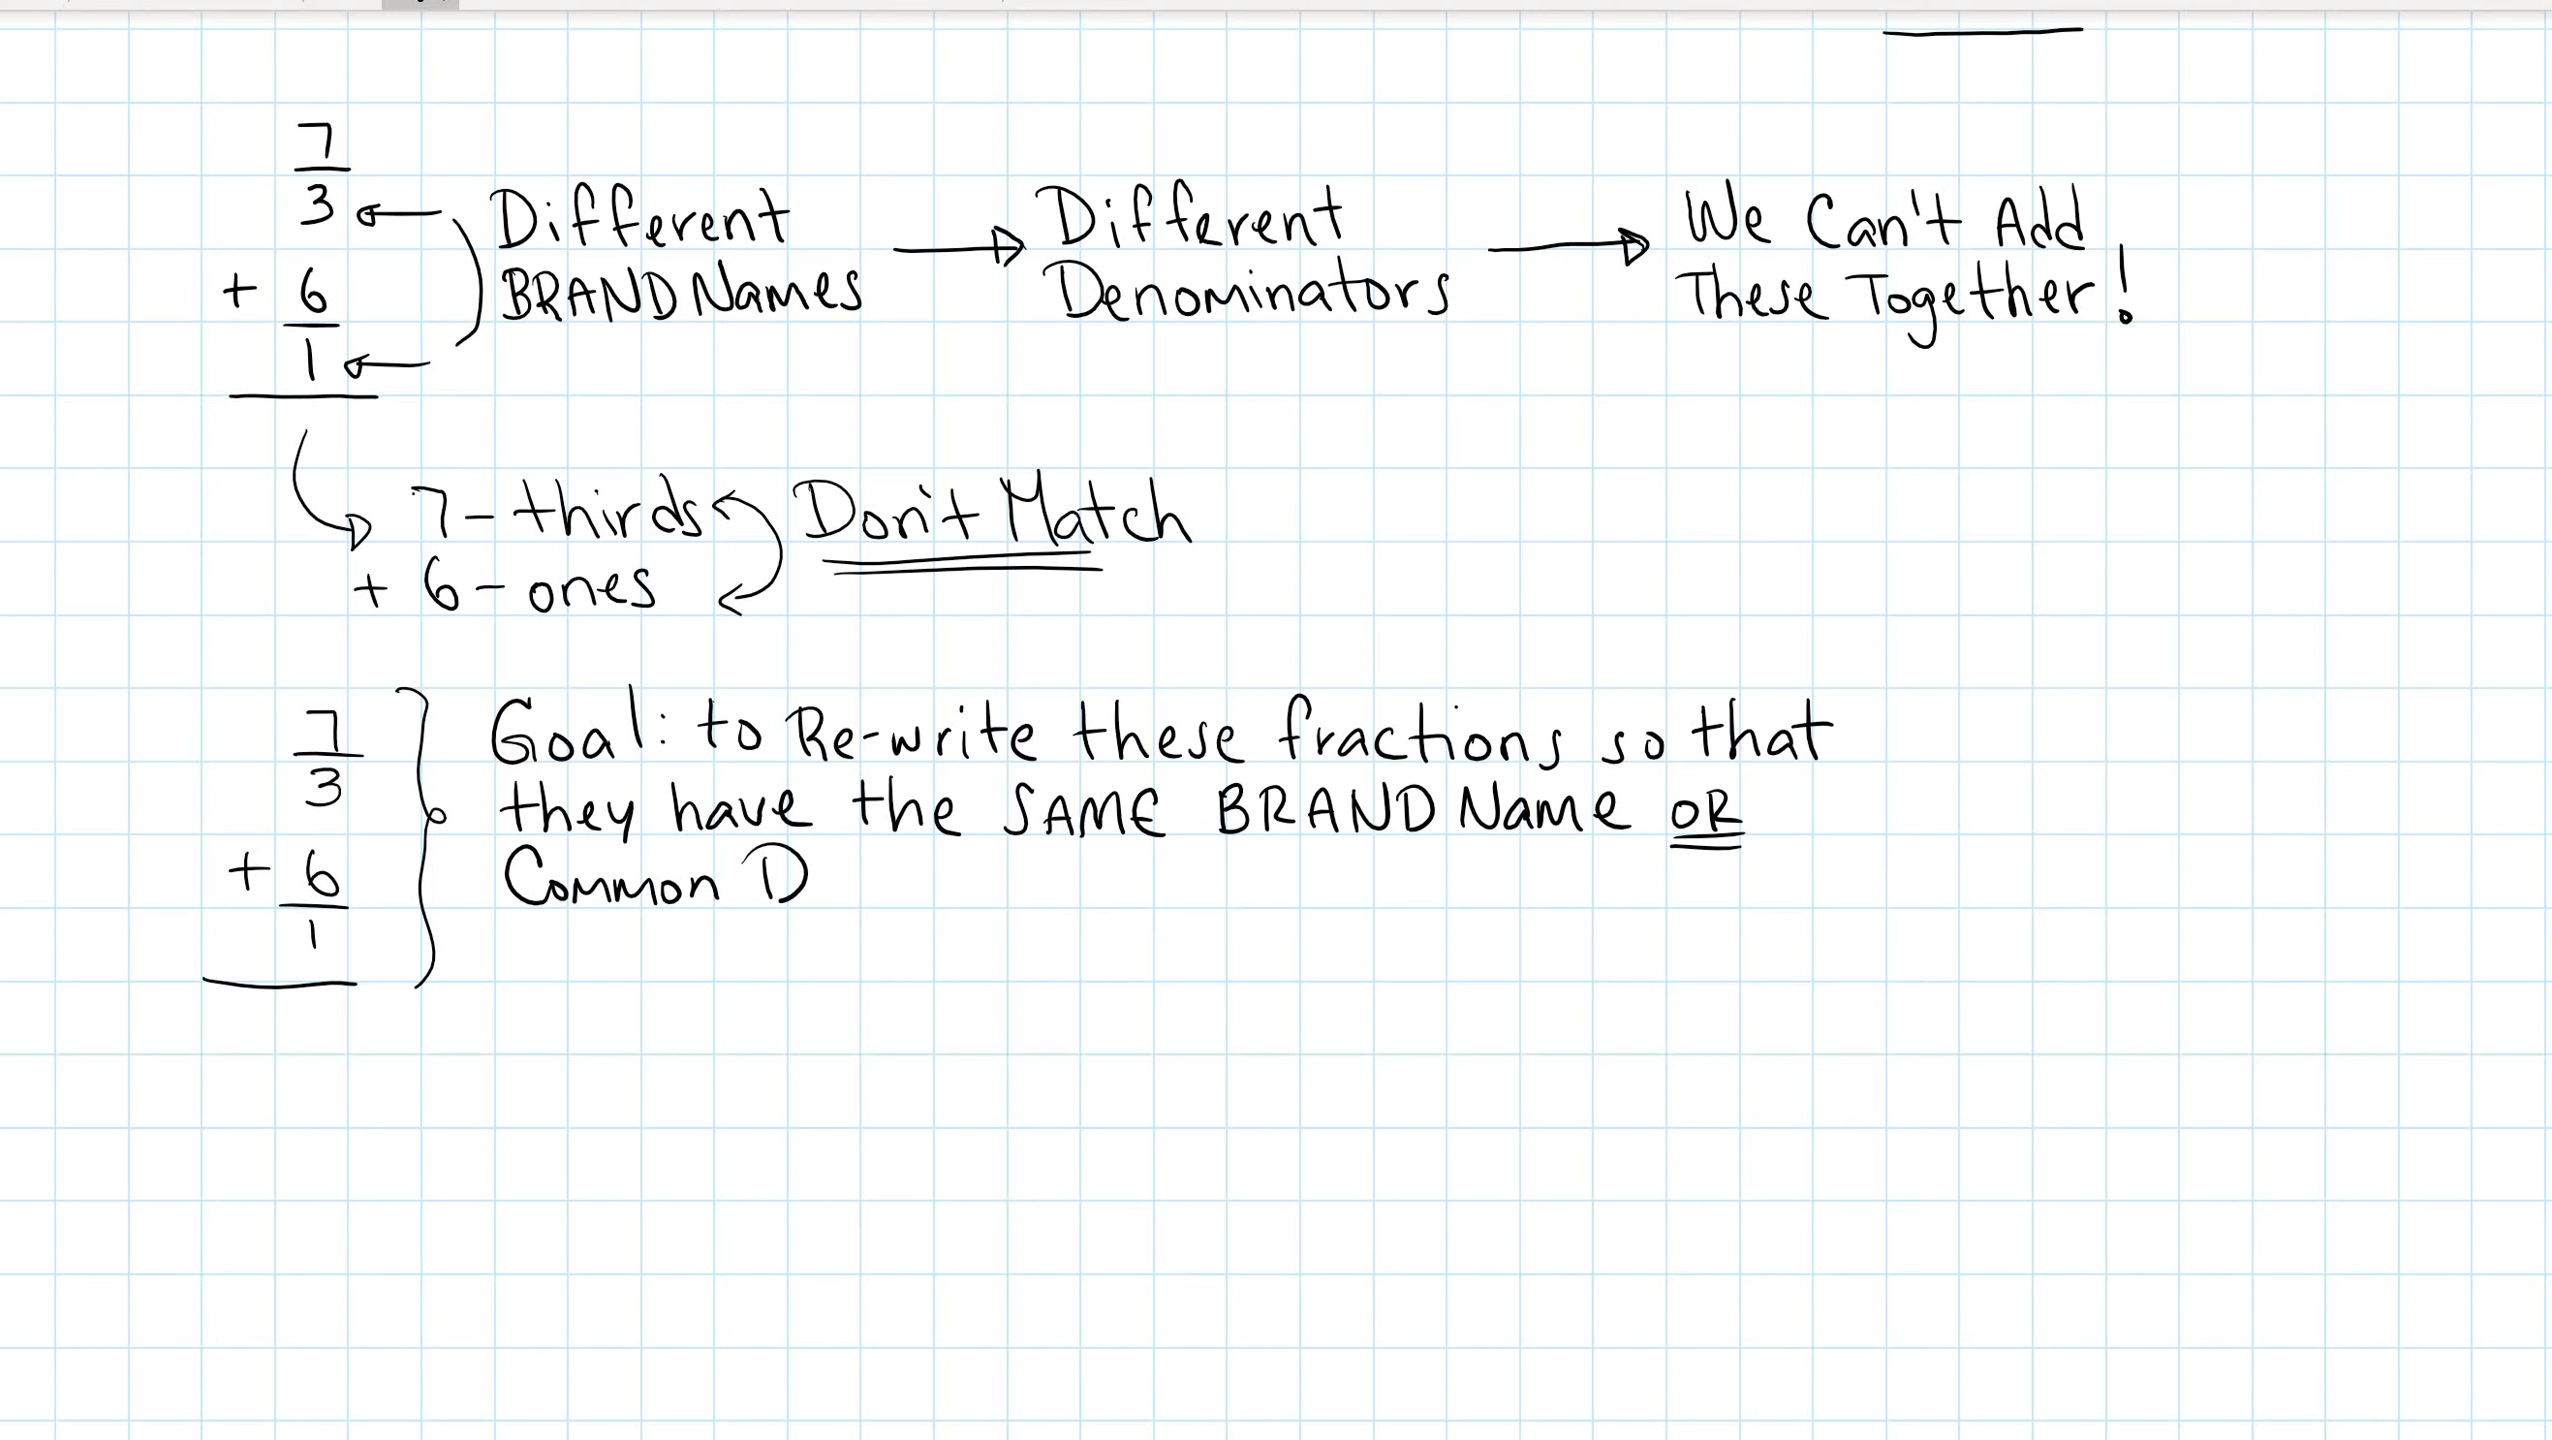 7
3
+ 6
1
Different
BRAND Names
Different
Denominators
We Can't Add
These Together!
7 - thirds
+ 6 - ones
Don't Match
7
3
+ 6
1
Goal: to Re-write these fractions so that
they have the SAME BRAND Name OR
Common D